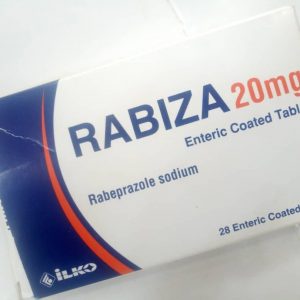 RABIZA 20mg
Enteric Coated Tabl
Rabeprazole sodium
28 Enteric Coated
İLKO